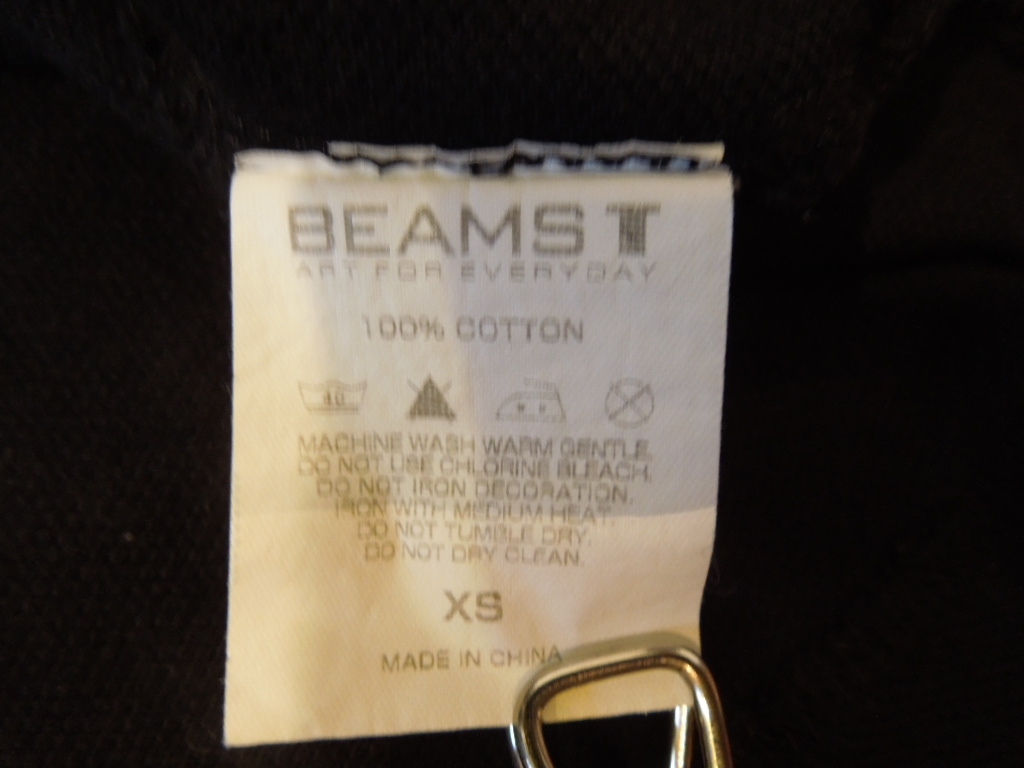 BEAMS T
ART FOR EVERYDAY
100% COTTON
40
MACHINE WASH WARM GENTLE.
DO NOT USE CHLORINE BLEACH.
DO NOT IRON DECORATION.
IRON WITH MEDIUM HEAT.
DO NOT TUMBLE DRY.
DO NOT DRY CLEAN.
XS
MADE IN CHINA